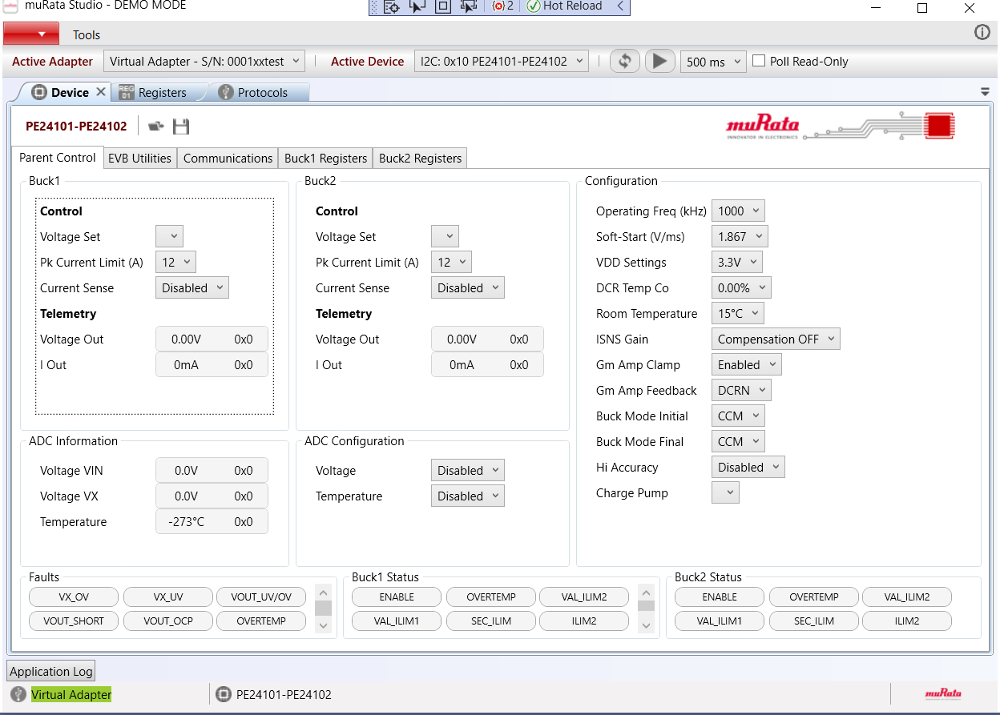 muRata Studio - DEMO MODE
2 Hot Reload
Tools
Active Adapter Virtual Adapter - S/N: 0001xxtest Active Device I2C: 0x10 PE24101-PE24102 500 ms Poll Read-Only
Device REG 01 Registers Protocols
PE24101-PE24102
muRata
INNOVATOR IN ELECTRONICS
Parent Control EVB Utilities Communications Buck1 Registers Buck2 Registers
Buck1
Control
Voltage Set
Pk Current Limit (A) 12
Current Sense Disabled
Telemetry
Voltage Out 0.00V 0x0
I Out 0mA 0x0
Buck2
Control
Voltage Set
Pk Current Limit (A) 12
Current Sense Disabled
Telemetry
Voltage Out 0.00V 0x0
I Out 0mA 0x0
Configuration
Operating Freq (kHz) 1000
Soft-Start (V/ms) 1.867
VDD Settings 3.3V
DCR Temp Co 0.00%
Room Temperature 15°C
ISNS Gain Compensation OFF
Gm Amp Clamp Enabled
Gm Amp Feedback DCRN
Buck Mode Initial CCM
Buck Mode Final CCM
Hi Accuracy Disabled
Charge Pump
ADC Information
Voltage VIN 0.0V 0x0
Voltage VX 0.0V 0x0
Temperature -273°C 0x0
ADC Configuration
Voltage Disabled
Temperature Disabled
Faults
VX_OV VX_UV VOUT_UV/OV
VOUT_SHORT VOUT_OCP OVERTEMP
Buck1 Status
ENABLE OVERTEMP VAL_ILIM2
VAL_ILIM1 SEC_ILIM ILIM2
Buck2 Status
ENABLE OVERTEMP VAL_ILIM2
VAL_ILIM1 SEC_ILIM ILIM2
Application Log
Virtual Adapter PE24101-PE24102 muRata